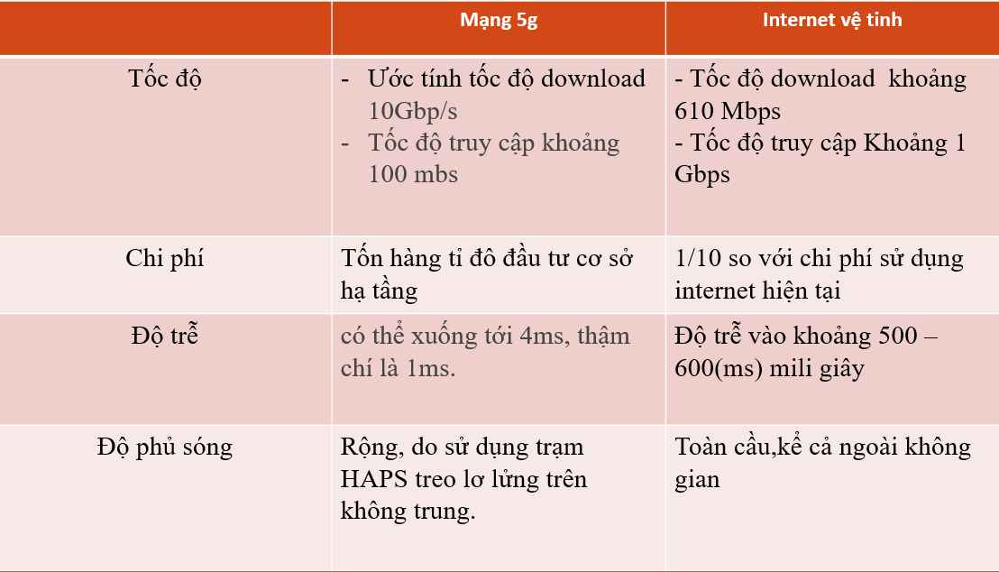 Mạng 5g
Internet vệ tinh
Tốc độ
- Ước tính tốc độ download
10Gbp/s
- Tốc độ truy cập khoảng
100 mbs
- Tốc độ download khoảng
610 Mbps
- Tốc độ truy cập Khoảng 1
Gbps
Chi phí
Tốn hàng tỉ đô đầu tư cơ sở
hạ tầng
1/10 so với chi phí sử dụng
internet hiện tại
Độ trễ
có thể xuống tới 4ms, thậm
chí là 1ms.
Độ trễ vào khoảng 500 –
600(ms) mili giây
Độ phủ sóng
Rộng, do sử dụng trạm
HAPS treo lơ lửng trên
không trung.
Toàn cầu,kể cả ngoài không
gian